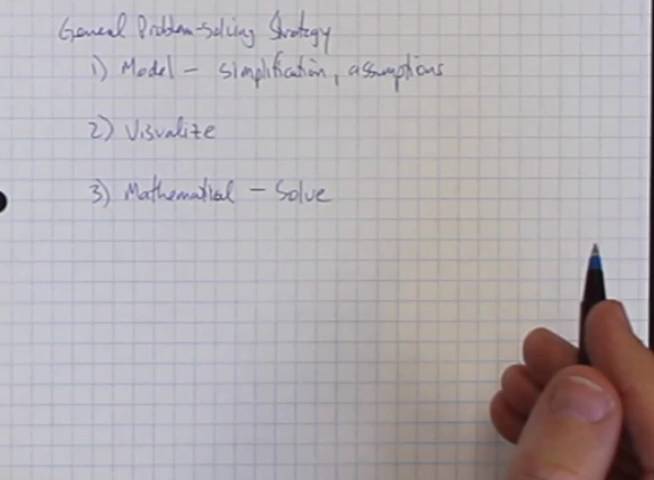 General Problem-Solving Strategy
1) Model - simplification, assumptions
2) Visualize
3) Mathematical - Solve